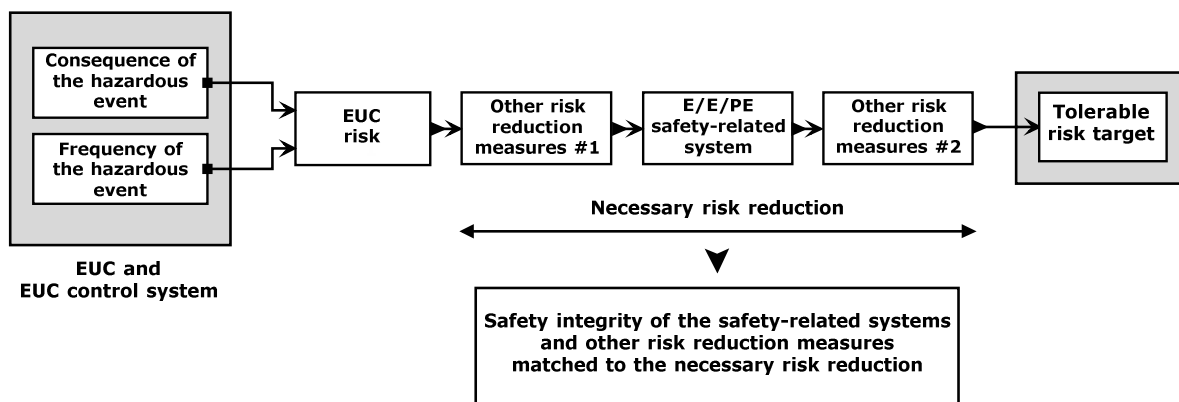 Consequence of
the hazardous
event
Frequency of
the hazardous
event
EUC and
EUC control system
EUC
risk
Other risk
reduction
measures #1
E/E/PE
safety-related
system
Other risk
reduction
measures #2
Tolerable
risk target
Necessary risk reduction
Safety integrity of the safety-related systems
and other risk reduction measures
matched to the necessary risk reduction